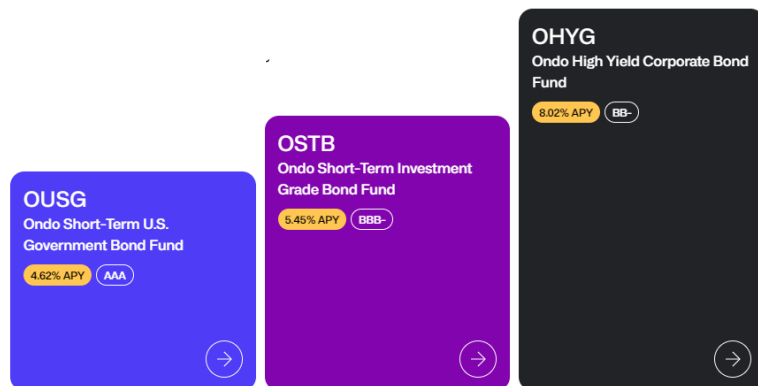 OUSG
Ondo Short-Term U.S.
Government Bond Fund
4.62% APY
AAA
OSTB
Ondo Short-Term Investment
Grade Bond Fund
5.45% APY
BBB-
OHYG
Ondo High Yield Corporate Bond
Fund
8.02% APY
BB-